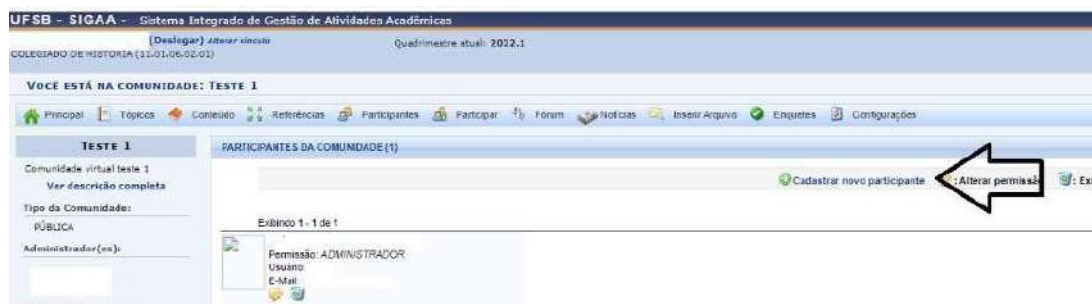 UFSB - SIGAA - Sistema Integrado de Gestão de Atividades Acadêmicas
(Deslogar) Alterar vínculo
Quadrimestre atual: 2022.1
COLEGIADO DE HISTORIA (11.01.06.02.01)
VOCÊ ESTÁ NA COMUNIDADE: TESTE 1
Principal Tópicos Conteúdo Referências Participantes Participar Fórum Notícias Inserir Arquivo Enquetes Configurações
TESTE 1
PARTICIPANTES DA COMUNIDADE (1)
Comunidade virtual teste 1
Ver descrição completa
Cadastrar novo participante : Alterar permissã : Ex
Tipo da Comunidade:
PÚBLICA
Exibindo 1 - 1 de 1
Administrador(es):
Permissão: ADMINISTRADOR
Usuário:
E-Mail: